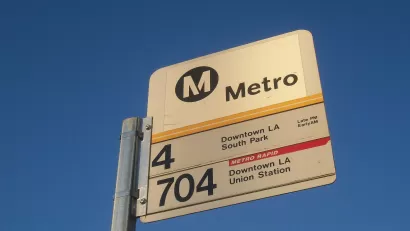 M Metro
4
Downtown LA
South Park
Late PM
Early AM
METRO RAPID
704
Downtown LA
Union Station